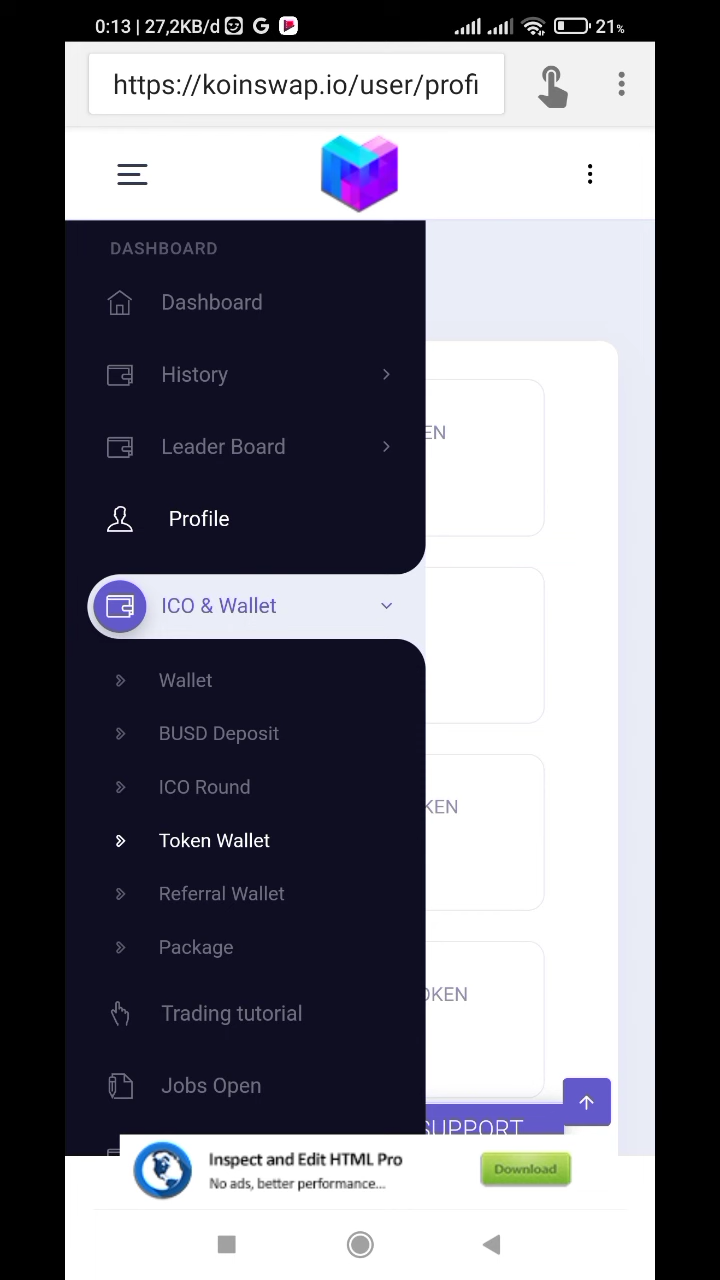 0:13 | 27,2KB/d
21%
https://koinswap.io/user/profi
DASHBOARD
Dashboard
History
EN
Leader Board
Profile
ICO & Wallet
Wallet
BUSD Deposit
ICO Round
KEN
Token Wallet
Referral Wallet
Package
OKEN
Trading tutorial
Jobs Open
SUPPORT
Inspect and Edit HTML Pro
No ads, better performance...
Download